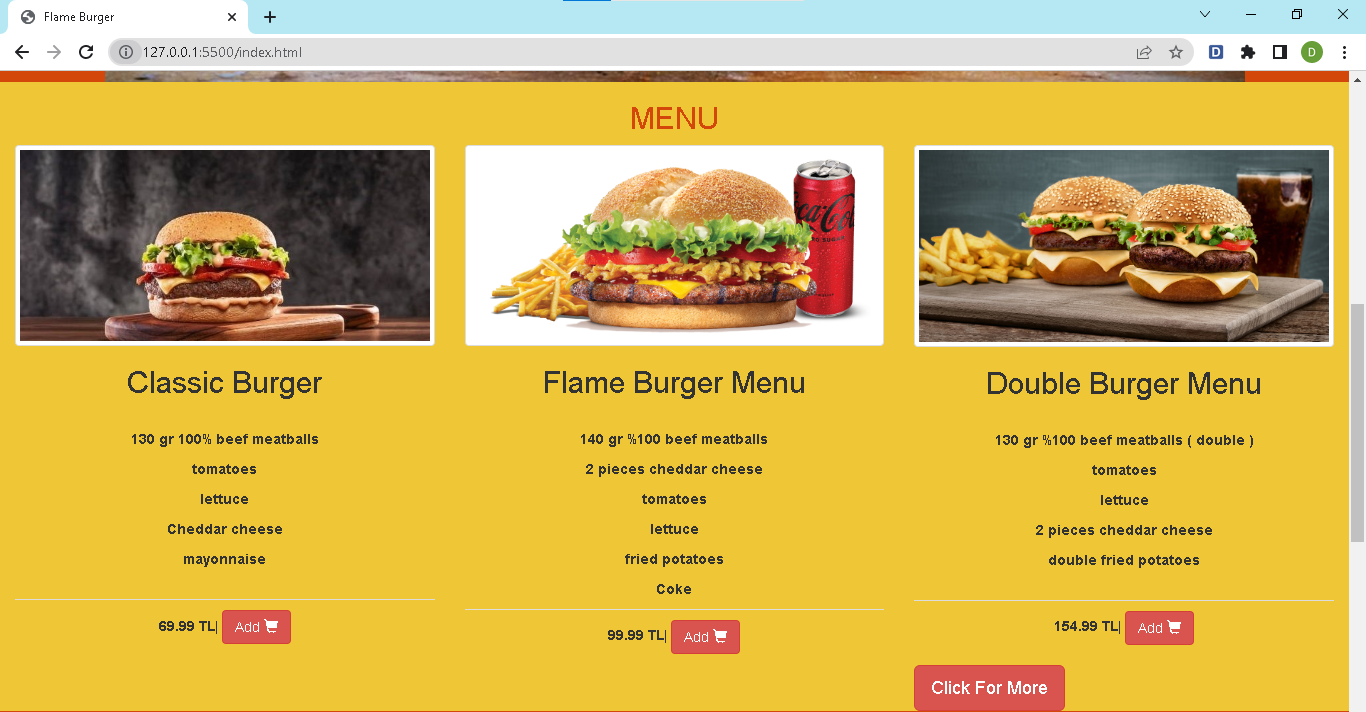 Flame Burger
127.0.0.1:5500/index.html
D
D
MENU
Coca-Col
Classic Burger
130 gr 100% beef meatballs
tomatoes
lettuce
Cheddar cheese
mayonnaise
69.99 TL| Add
Flame Burger Menu
140 gr %100 beef meatballs
2 pieces cheddar cheese
tomatoes
lettuce
fried potatoes
Coke
99.99 TL| Add
Double Burger Menu
130 gr %100 beef meatballs ( double )
tomatoes
lettuce
2 pieces cheddar cheese
double fried potatoes
154.99 TL| Add
Click For More